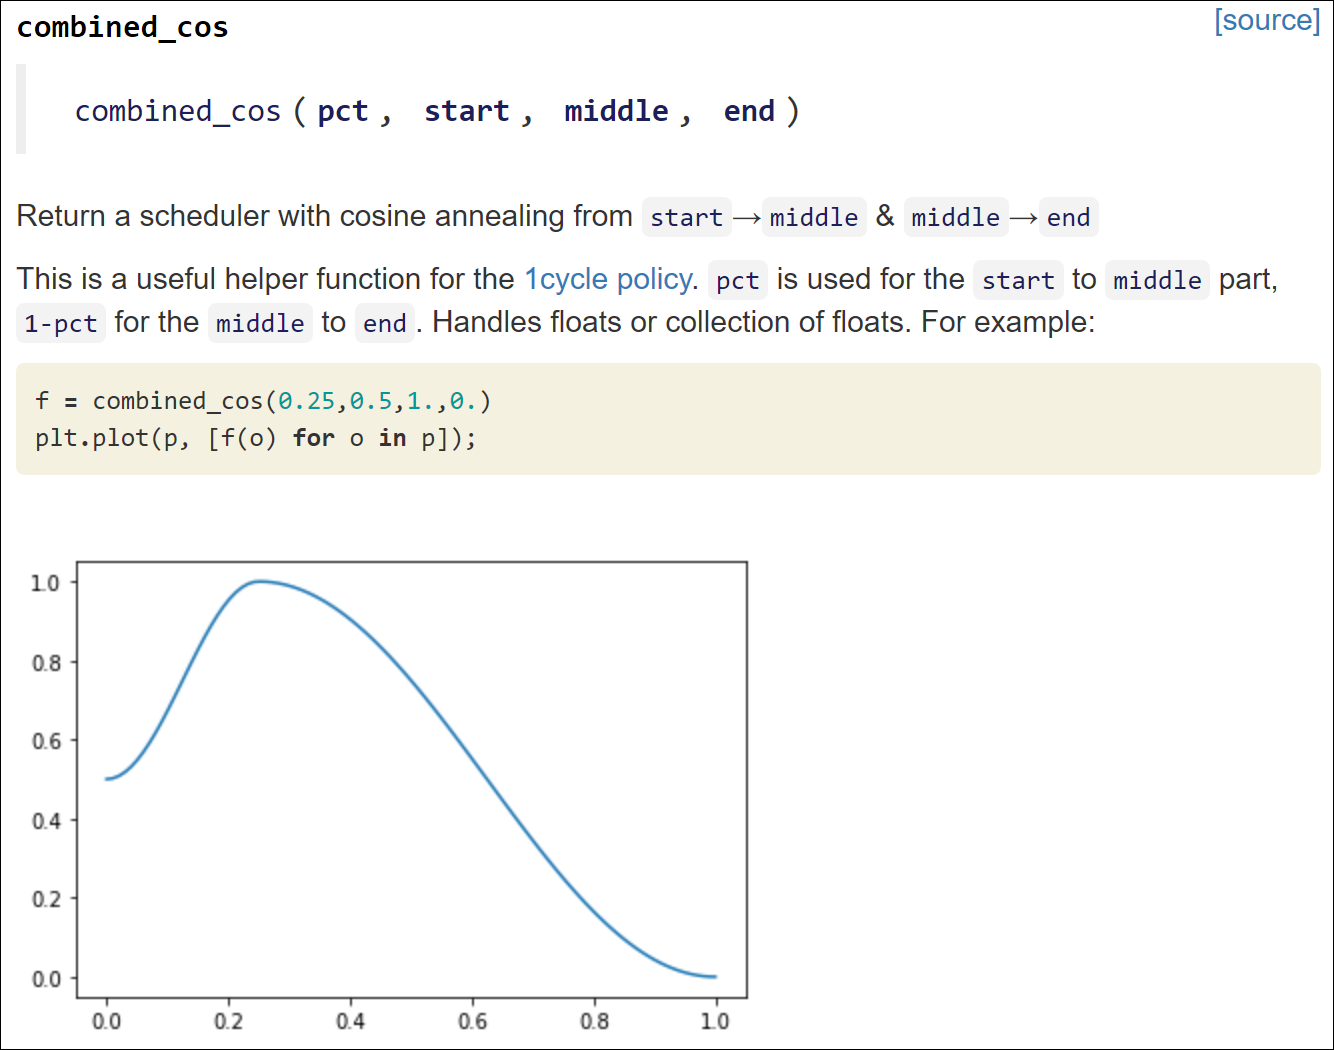 combined_cos [source]
combined_cos(pct, start, middle, end)
Return a scheduler with cosine annealing from start→middle & middle→end
This is a useful helper function for the 1cycle policy. pct is used for the start to middle part,
1-pct for the middle to end. Handles floats or collection of floats. For example:
f = combined_cos(0.25,0.5,1.,0.)
plt.plot(p, [f(o) for o in p]);
1.0
0.8
0.6
0.4
0.2
0.0
0.0 0.2 0.4 0.6 0.8 1.0